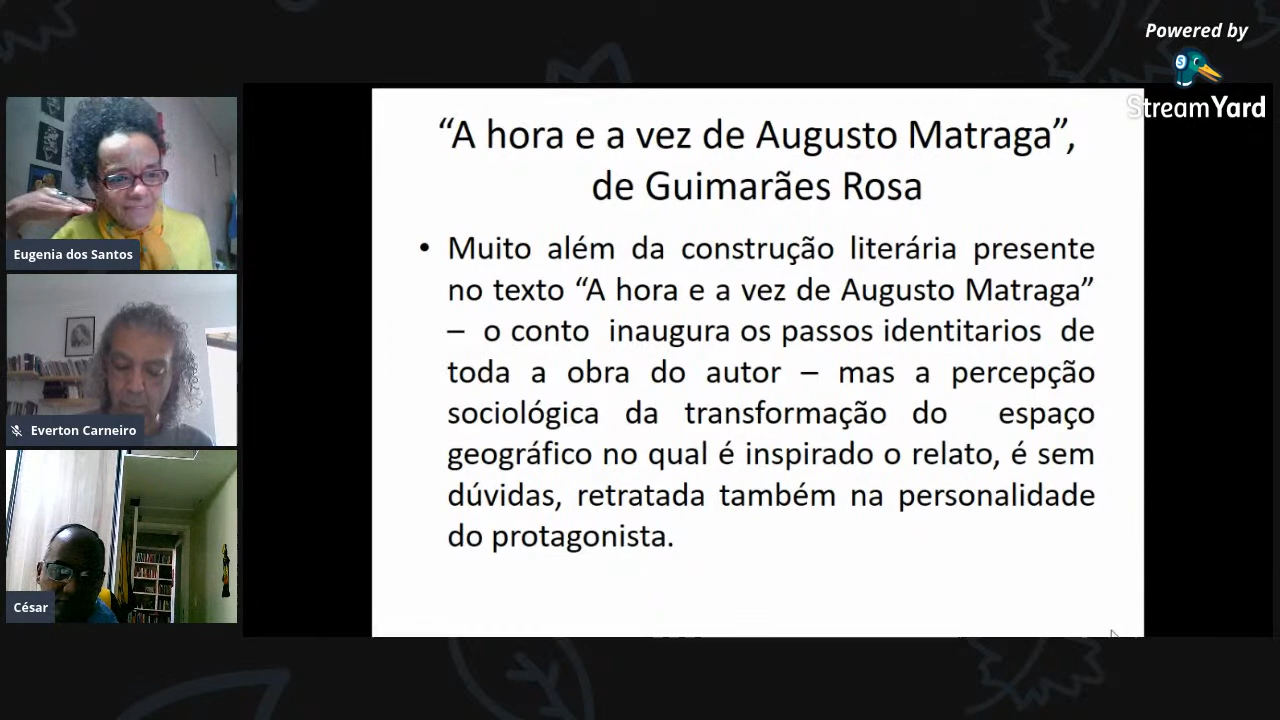 Powered by
StreamYard
Eugenia dos Santos
Everton Carneiro
César
“A hora e a vez de Augusto Matraga”,
de Guimarães Rosa
• Muito além da construção literária presente
no texto “A hora e a vez de Augusto Matraga”
– o conto inaugura os passos identitarios de
toda a obra do autor – mas a percepção
sociológica da transformação do espaço
geográfico no qual é inspirado o relato, é sem
dúvidas, retratada também na personalidade
do protagonista.